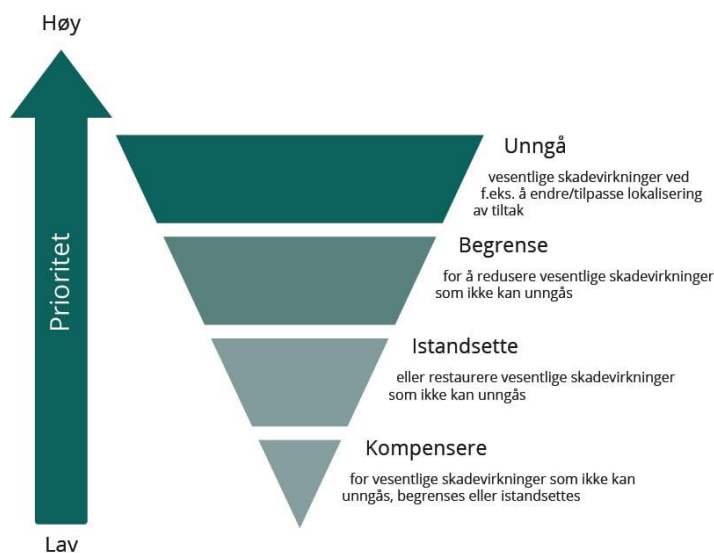 Høy
Prioritet
Unngå
vesentlige skadevirkninger ved
f.eks. å endre/tilpasse lokalisering
av tiltak
Begrense
for å redusere vesentlige skadevirkninger
som ikke kan unngås
Istandsette
eller restaurere vesentlige skadevirkninger
som ikke kan unngås
Kompensere
for vesentlige skadevirkninger som ikke kan
unngås, begrenses eller istandsettes
Lav